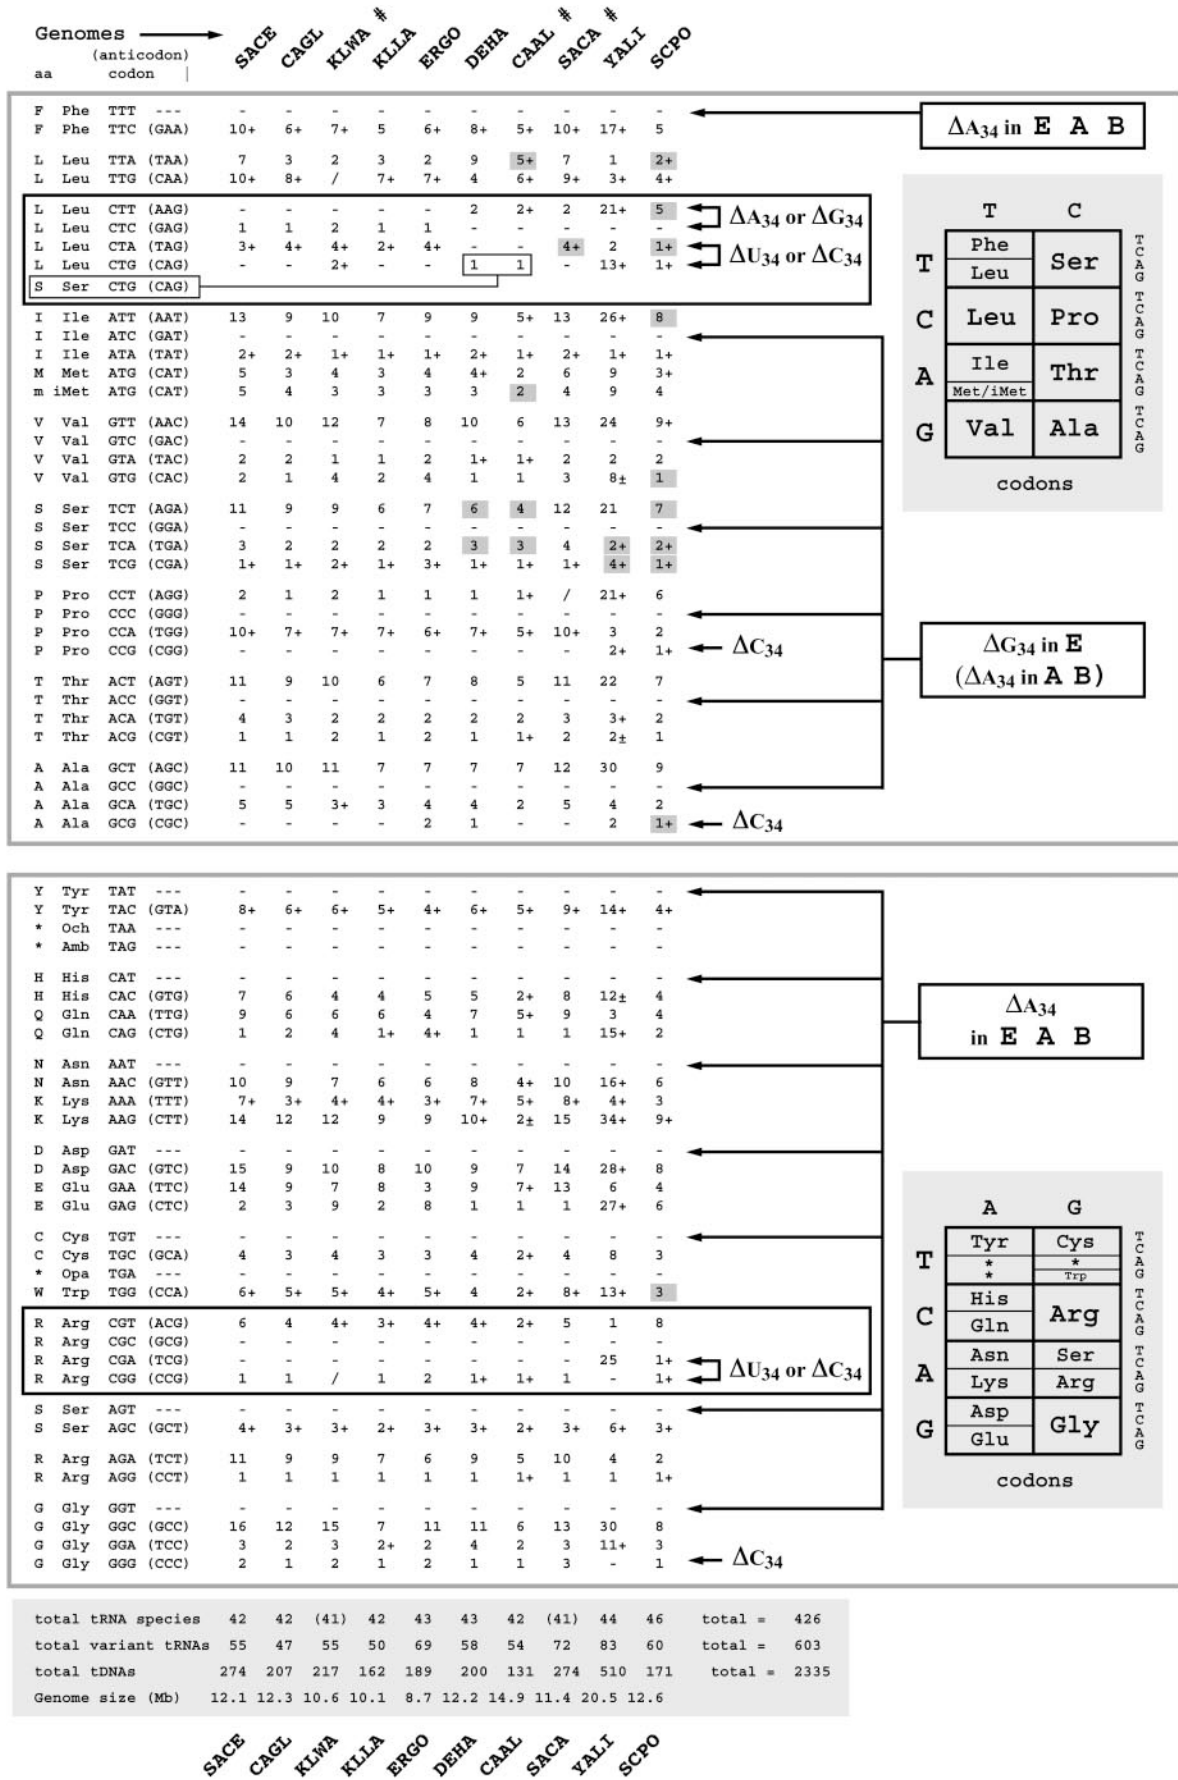 Genomes
(anticodon)
aa codon |
SACE CAGL KLWA # KLLA ERGO DEHA CAAL # SACA # YALI SCPO
F Phe TTT --- - - - - - - - - - -
F Phe TTC (GAA) 10+ 6+ 7+ 5 6+ 8+ 5+ 10+ 17+ 5
ΔA34 in E A B
L Leu TTA (TAA) 7 3 2 3 2 9 5+ 7 1 2+
L Leu TTG (CAA) 10+ 8+ / 7+ 7+ 4 6+ 9+ 3+ 4+
L Leu CTT (AAG) - - - - - 2 2+ 2 21+ 5
L Leu CTC (GAG) 1 1 2 1 1 - - - - -
ΔA34 or ΔG34
L Leu CTA (TAG) 3+ 4+ 4+ 2+ 4+ - - 4+ 2 1+
L Leu CTG (CAG) - - 2+ - - 1 1 - 13+ 1+
ΔU34 or ΔC34
S Ser CTG (CAG)
I Ile ATT (AAT) 13 9 10 7 9 9 5+ 13 26+ 8
I Ile ATC (GAT) - - - - - - - - - -
I Ile ATA (TAT) 2+ 2+ 1+ 1+ 1+ 2+ 1+ 2+ 1+ 1+
M Met ATG (CAT) 5 3 4 3 4 4+ 2 6 9 3+
m iMet ATG (CAT) 5 4 3 3 3 3 2 4 9 4
V Val GTT (AAC) 14 10 12 7 8 10 6 13 24 9+
V Val GTC (GAC) - - - - - - - - - -
V Val GTA (TAC) 2 2 1 1 2 1+ 1+ 2 2 2
V Val GTG (CAC) 2 1 4 2 4 1 1 3 8± 1
S Ser TCT (AGA) 11 9 9 6 7 6 4 12 21 7
S Ser TCC (GGA) - - - - - - - - - -
S Ser TCA (TGA) 3 2 2 2 2 3 3 4 2+ 2+
S Ser TCG (CGA) 1+ 1+ 2+ 1+ 3+ 1+ 1+ 1+ 4+ 1+
P Pro CCT (AGG) 2 1 2 1 1 1 1+ / 21+ 6
P Pro CCC (GGG) - - - - - - - - - -
P Pro CCA (TGG) 10+ 7+ 7+ 7+ 6+ 7+ 5+ 10+ 3 2
P Pro CCG (CGG) - - - - - - - - 2+ 1+
ΔC34
ΔG34 in E
(ΔA34 in A B)
T Thr ACT (AGT) 11 9 10 6 7 8 5 11 22 7
T Thr ACC (GGT) - - - - - - - - - -
T Thr ACA (TGT) 4 3 2 2 2 2 2 3 3+ 2
T Thr ACG (CGT) 1 1 2 1 2 1 1+ 2 2± 1
A Ala GCT (AGC) 11 10 11 7 7 7 7 12 30 9
A Ala GCC (GGC) - - - - - - - - - -
A Ala GCA (TGC) 5 5 3+ 3 4 4 2 5 4 2
A Ala GCG (CGC) - - - - 2 1 - - 2 1+
ΔC34
T C
T Phe Leu Ser TCAG
C Leu Pro TCAG
A Ile Met/iMet Thr TCAG
G Val Ala TCAG
codons
Y Tyr TAT --- - - - - - - - - - -
Y Tyr TAC (GTA) 8+ 6+ 6+ 5+ 4+ 6+ 5+ 9+ 14+ 4+
* Och TAA --- - - - - - - - - - -
* Amb TAG --- - - - - - - - - - -
H His CAT --- - - - - - - - - - -
H His CAC (GTG) 7 6 4 4 5 5 2+ 8 12± 4
Q Gln CAA (TTG) 9 6 6 6 4 7 5+ 9 3 4
Q Gln CAG (CTG) 1 2 4 1+ 4+ 1 1 1 15+ 2
ΔA34
in E A B
N Asn AAT --- - - - - - - - - - -
N Asn AAC (GTT) 10 9 7 6 6 8 4+ 10 16+ 6
K Lys AAA (TTT) 7+ 3+ 4+ 4+ 3+ 7+ 5+ 8+ 4+ 3
K Lys AAG (CTT) 14 12 12 9 9 10+ 2± 15 34+ 9+
D Asp GAT --- - - - - - - - - - -
D Asp GAC (GTC) 15 9 10 8 10 9 7 14 28+ 8
E Glu GAA (TTC) 14 9 7 8 3 9 7+ 13 6 4
E Glu GAG (CTC) 2 3 9 2 8 1 1 1 27+ 6
C Cys TGT --- - - - - - - - - - -
C Cys TGC (GCA) 4 3 4 3 3 4 2+ 4 8 3
* Opa TGA --- - - - - - - - - - -
W Trp TGG (CCA) 6+ 5+ 5+ 4+ 5+ 4 2+ 8+ 13+ 3
R Arg CGT (ACG) 6 4 4+ 3+ 4+ 4+ 2+ 5 1 8
R Arg CGC (GCG) - - - - - - - - - -
R Arg CGA (TCG) - - - - - - - - 25 1+
R Arg CGG (CCG) 1 1 / 1 2 1+ 1+ 1 - 1+
ΔU34 or ΔC34
S Ser AGT --- - - - - - - - - - -
S Ser AGC (GCT) 4+ 3+ 3+ 2+ 3+ 3+ 2+ 3+ 6+ 3+
R Arg AGA (TCT) 11 9 9 7 6 9 5 10 4 2
R Arg AGG (CCT) 1 1 1 1 1 1 1+ 1 1 1+
G Gly GGT --- - - - - - - - - - -
G Gly GGC (GCC) 16 12 15 7 11 11 6 13 30 8
G Gly GGA (TCC) 3 2 3 2+ 2 4 2 3 11+ 3
G Gly GGG (CCC) 2 1 2 1 2 1 1 3 - 1
ΔC34
A G
T Tyr * * Cys * Trp TCAG
C His Gln Arg TCAG
A Asn Lys Ser Arg TCAG
G Asp Glu Gly TCAG
codons
total tRNA species 42 42 (41) 42 43 43 42 (41) 44 46 total = 426
total variant tRNAs 55 47 55 50 69 58 54 72 83 60 total = 603
total tDNAs 274 207 217 162 189 200 131 274 510 171 total = 2335
Genome size (Mb) 12.1 12.3 10.6 10.1 8.7 12.2 14.9 11.4 20.5 12.6
SACE CAGL KLWA KLLA ERGO DEHA CAAL SACA YALI SCPO